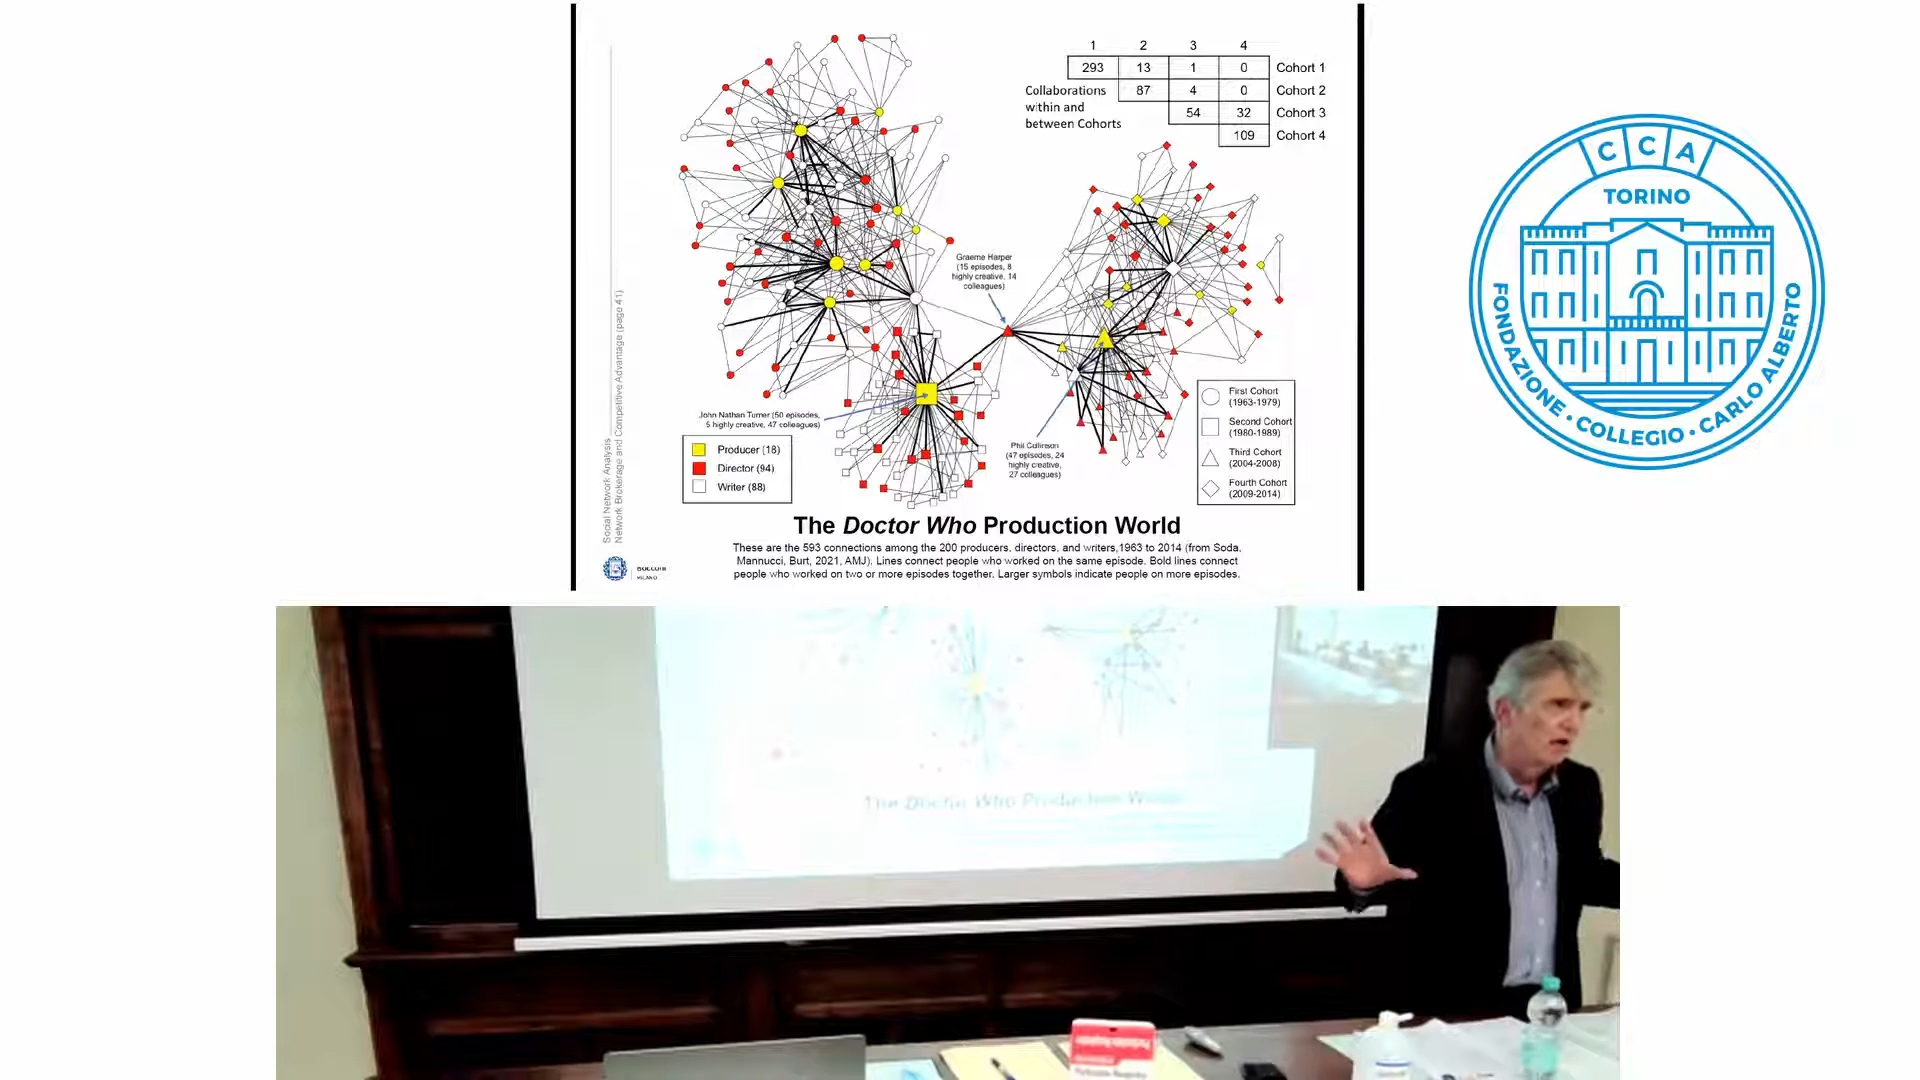 1 2 3 4
293 13 1 0 Cohort 1
87 4 0 Cohort 2
54 32 Cohort 3
109 Cohort 4
Collaborations
within and
between Cohorts
Graeme Harper
(15 episodes, 8
highly creative, 14
colleagues)
John Nathan Turner (50 episodes,
5 highly creative, 47 colleagues)
Phil Collinson
(47 episodes, 24
highly creative,
27 colleagues)
Producer (18)
Director (94)
Writer (88)
First Cohort
(1963-1979)
Second Cohort
(1980-1989)
Third Cohort
(2004-2008)
Fourth Cohort
(2009-2014)
The Doctor Who Production World
These are the 593 connections among the 200 producers, directors, and writers,1963 to 2014 (from Soda,
Mannucci, Burt, 2021, AMJ). Lines connect people who worked on the same episode. Bold lines connect
people who worked on two or more episodes together. Larger symbols indicate people on more episodes.
Social Network Analysis
Network Brokerage and Competitive Advantage (page 41)
BOCCONI
MILANO
CCA
TORINO
FONDAZIONE • COLLEGIO • CARLO ALBERTO
The Doctor Who Production World